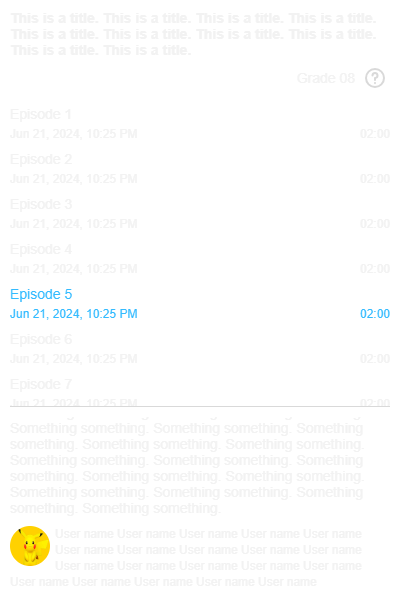 This is a title. This is a title. This is a title. This is a title.
This is a title. This is a title. This is a title. This is a title.
This is a title. This is a title.
Grade 08 ?
Episode 1
Jun 21, 2024, 10:25 PM 02:00
Episode 2
Jun 21, 2024, 10:25 PM 02:00
Episode 3
Jun 21, 2024, 10:25 PM 02:00
Episode 4
Jun 21, 2024, 10:25 PM 02:00
Episode 5
Jun 21, 2024, 10:25 PM 02:00
Episode 6
Jun 21, 2024, 10:25 PM 02:00
Episode 7
Jun 21, 2024, 10:25 PM 02:00
Something something. Something something. Something
something. Something something. Something something.
Something something. Something something. Something
something. Something something. Something something.
Something something. Something something. Something
something. Something something.
User name User name User name User name User name
User name User name User name User name User name
User name User name User name User name User name
User name User name User name User name User name